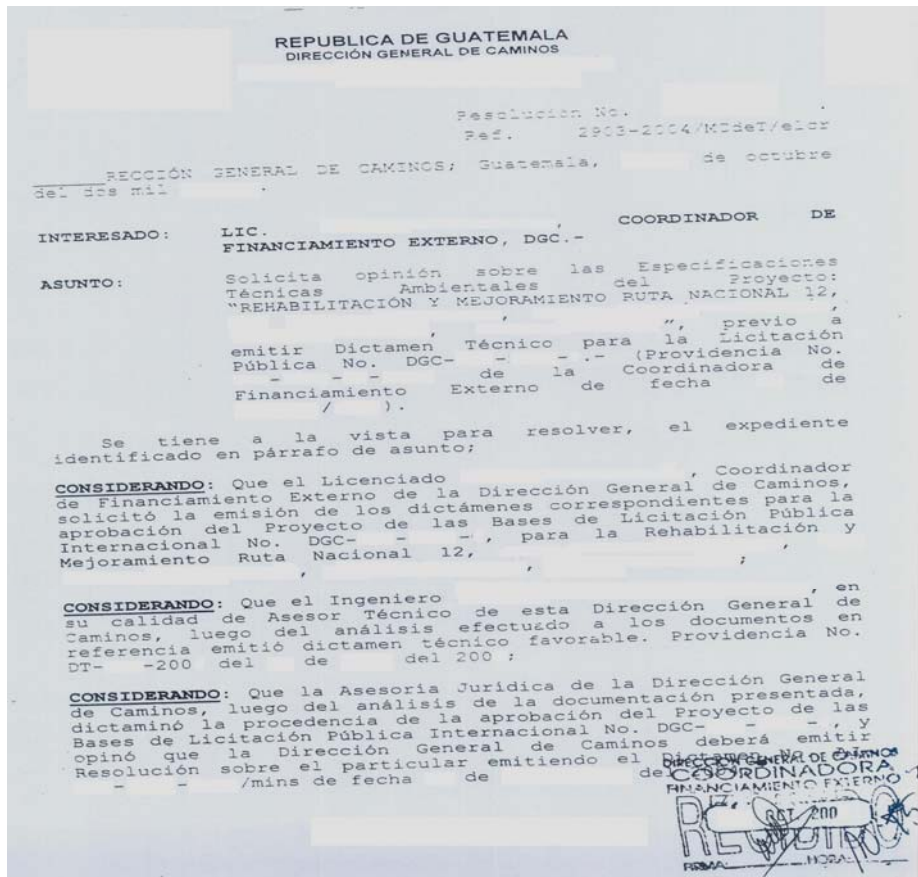 REPUBLICA DE GUATEMALA
DIRECCIÓN GENERAL DE CAMINOS
Resolución No. .
Ref. 2903-2004/MCdeT/elcr
RECCIÓN GENERAL DE CAMINOS; Guatemala, de octubre
del dos mil .
INTERESADO: LIC. , COORDINADOR DE
FINANCIAMIENTO EXTERNO, DGC.-
ASUNTO: Solicita opinión sobre las Especificaciones
Técnicas Ambientales del Proyecto:
"REHABILITACIÓN Y MEJORAMIENTO RUTA NACIONAL 12,
, ,
, ", previo a
emitir Dictamen Técnico para la Licitación
Pública No. DGC- - - .- (Providencia No.
- - - de la Coordinadora de
Financiamiento Externo de fecha de
/ ).
Se tiene a la vista para resolver, el expediente
identificado en párrafo de asunto;
CONSIDERANDO: Que el Licenciado , Coordinador
de Financiamiento Externo de la Dirección General de Caminos,
solicitó la emisión de los dictámenes correspondientes para la
aprobación del Proyecto de las Bases de Licitación Pública
Internacional No. DGC- - - , para la Rehabilitación y
Mejoramiento Ruta Nacional 12, ,
, , ;
CONSIDERANDO: Que el Ingeniero , en
su calidad de Asesor Técnico de esta Dirección General de
Caminos, luego del análisis efectuado a los documentos en
referencia emitió dictamen técnico favorable. Providencia No.
DT- -200 del de del 200 ;
CONSIDERANDO: Que la Asesoria Jurídica de la Dirección General
de Caminos, luego del análisis de la documentación presentada,
dictaminó la procedencia de la aprobación del Proyecto de las
Bases de Licitación Pública Internacional No. DGC- - - , y
opinó que la Dirección General de Caminos deberá emitir
Resolución sobre el particular emitiendo el Dictamen No.
- - /mins de fecha de del
DIRECCION GENERAL DE CAMINOS
COORDINADORA
FINANCIAMIENTO EXTERNO
OCT. 200
RECIBIDO
FIRMA: HORA: